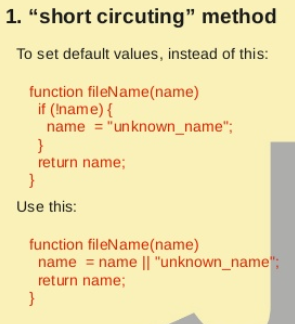 1. “short circuting” method
To set default values, instead of this:
function fileName(name)
if (!name) {
name  = "unknown_name";
}
return name;
}
Use this:
function fileName(name)
name  = name || "unknown_name";
return name;
}